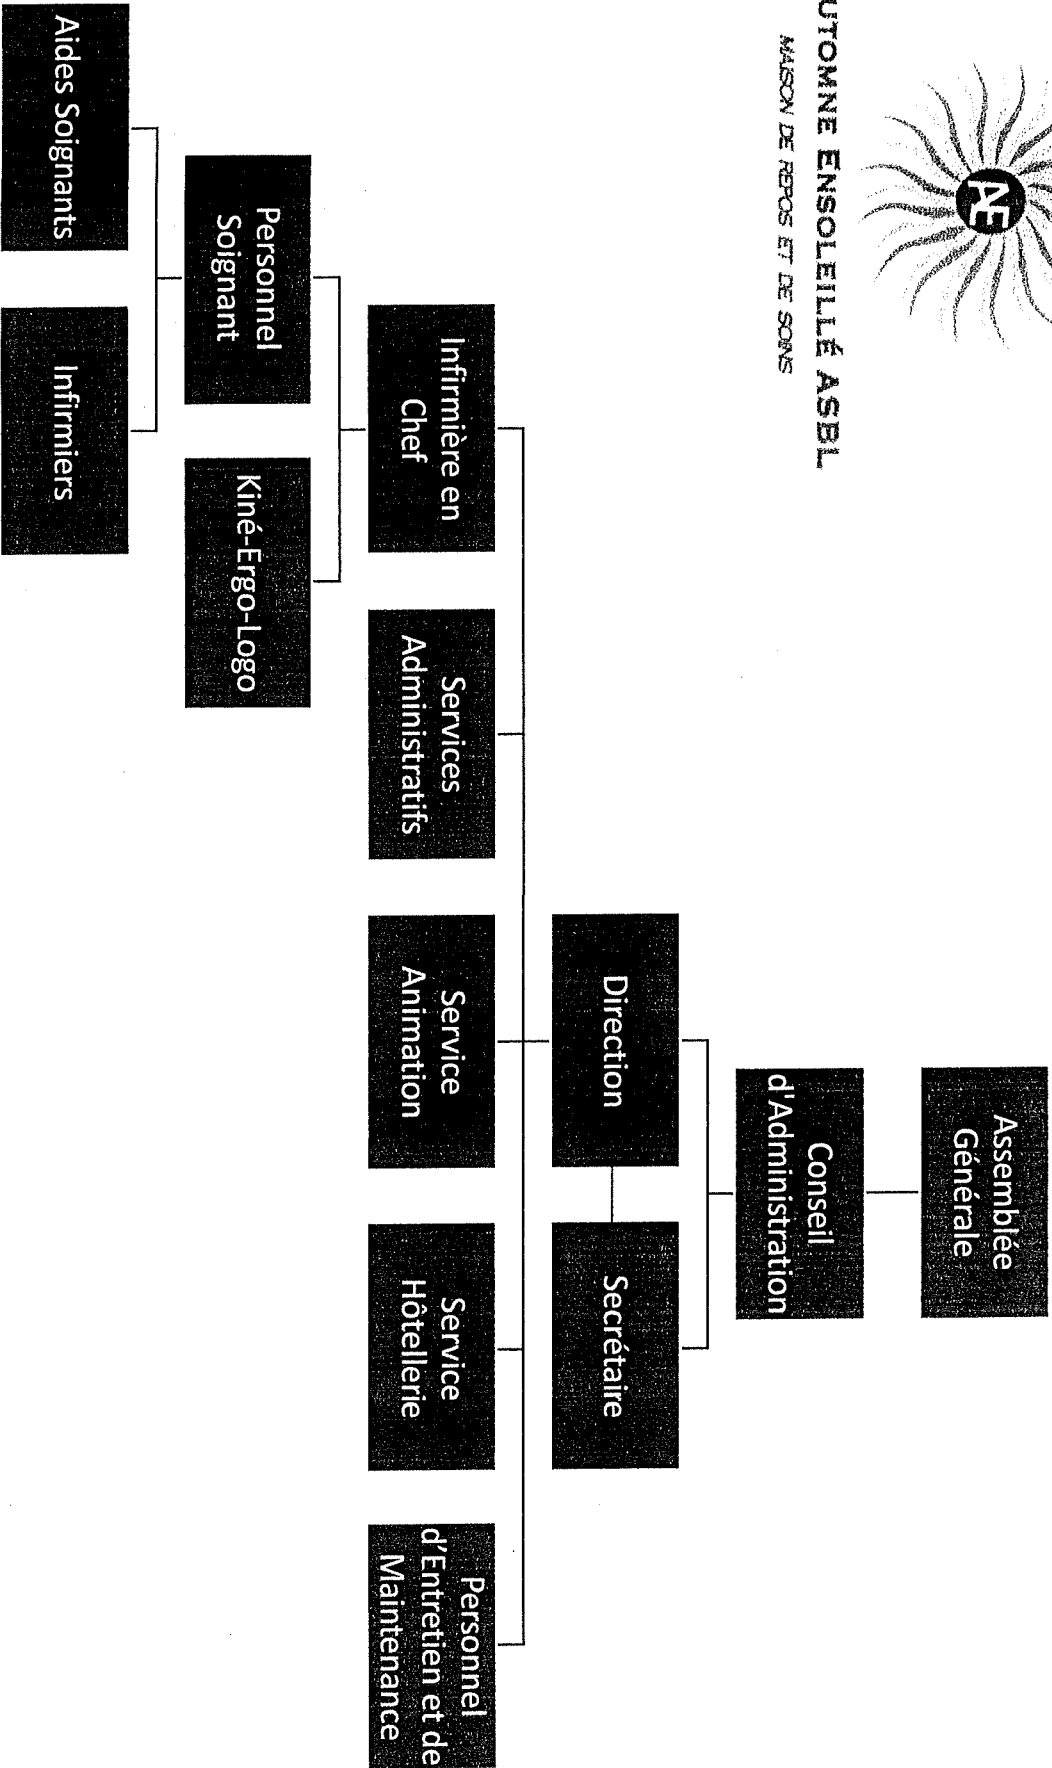 AE
UTOMNE ENSOLEILLÉ ASBL
MAISON DE REPOS ET DE SOINS
Assemblée
Générale
Conseil
d'Administration
Direction
Secrétaire
Infirmière en
Chef
Services
Administratifs
Service
Animation
Service
Hôtellerie
Personnel
d'Entretien et de
Maintenance
Personnel
Soignant
Kiné-Ergo-Logo
Aides Soignants
Infirmiers